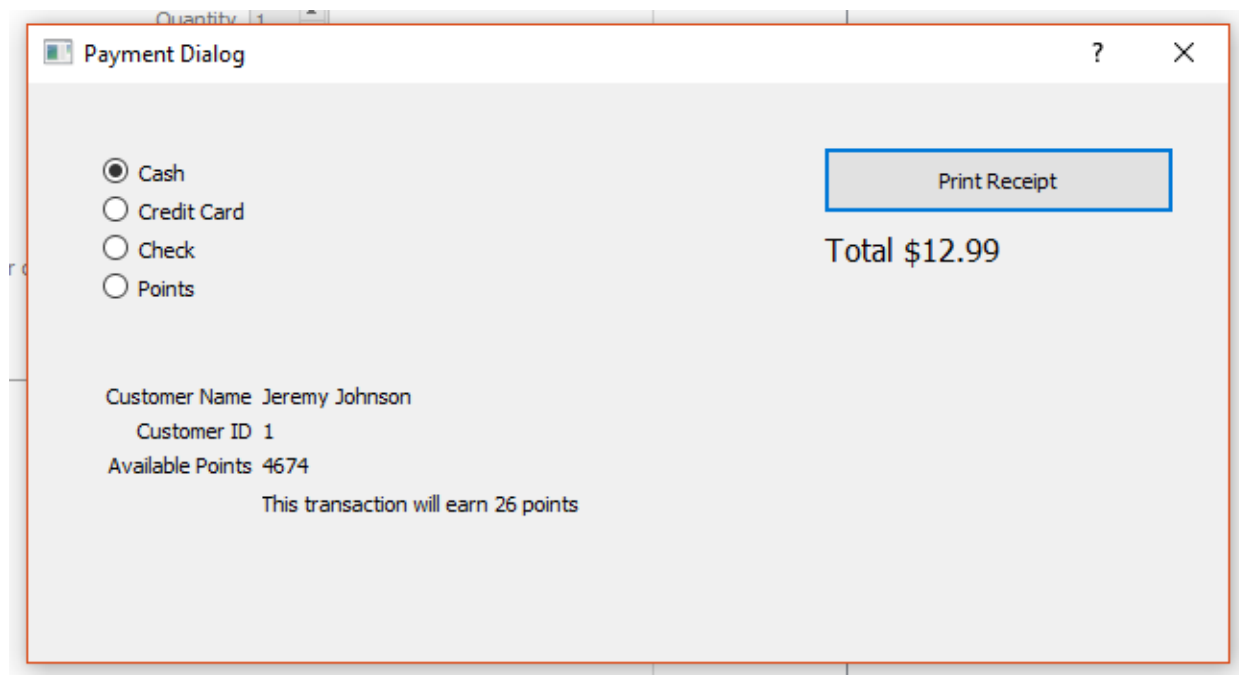 Quantity 1
Payment Dialog ?
Cash
Credit Card
Check
Points
Print Receipt
Total $12.99
Customer Name Jeremy Johnson
Customer ID 1
Available Points 4674
This transaction will earn 26 points